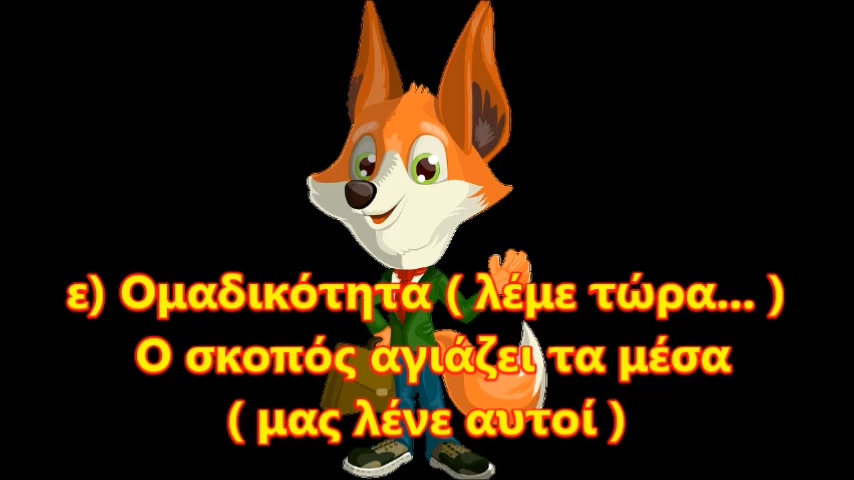 ε) Ομαδικότητα ( λέμε τώρα... )
Ο σκοπός αγιάζει τα μέσα
( μας λένε αυτοί )